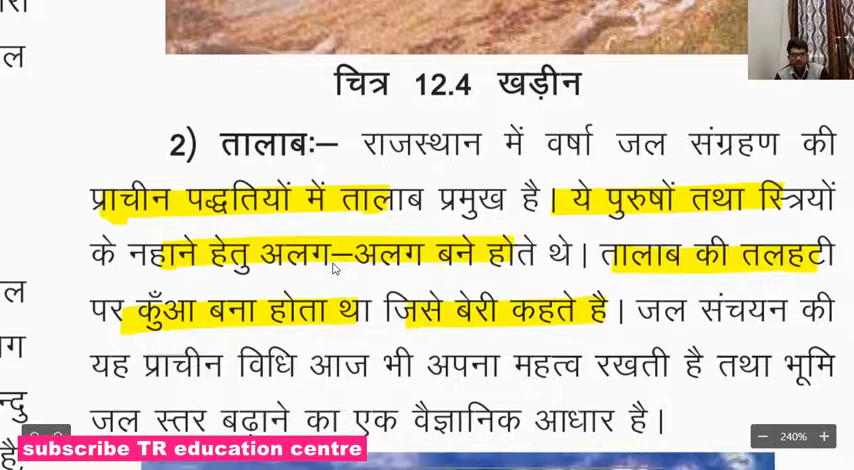 ल
चित्र 12.4 खड़ीन
2) तालाबः– राजस्थान में वर्षा जल संग्रहण की
प्राचीन पद्धतियों में तालाब प्रमुख है। ये पुरुषों तथा स्त्रियों
के नहाने हेतु अलग–अलग बने होते थे। तालाब की तलहटी
पर कुँआ बना होता था जिसे बेरी कहते है। जल संचयन की
ल
यह प्राचीन विधि आज भी अपना महत्व रखती है तथा भूमि
ग
जल स्तर बढ़ाने का एक वैज्ञानिक आधार है।
न्दु
है,
subscribe TR education centre
240%